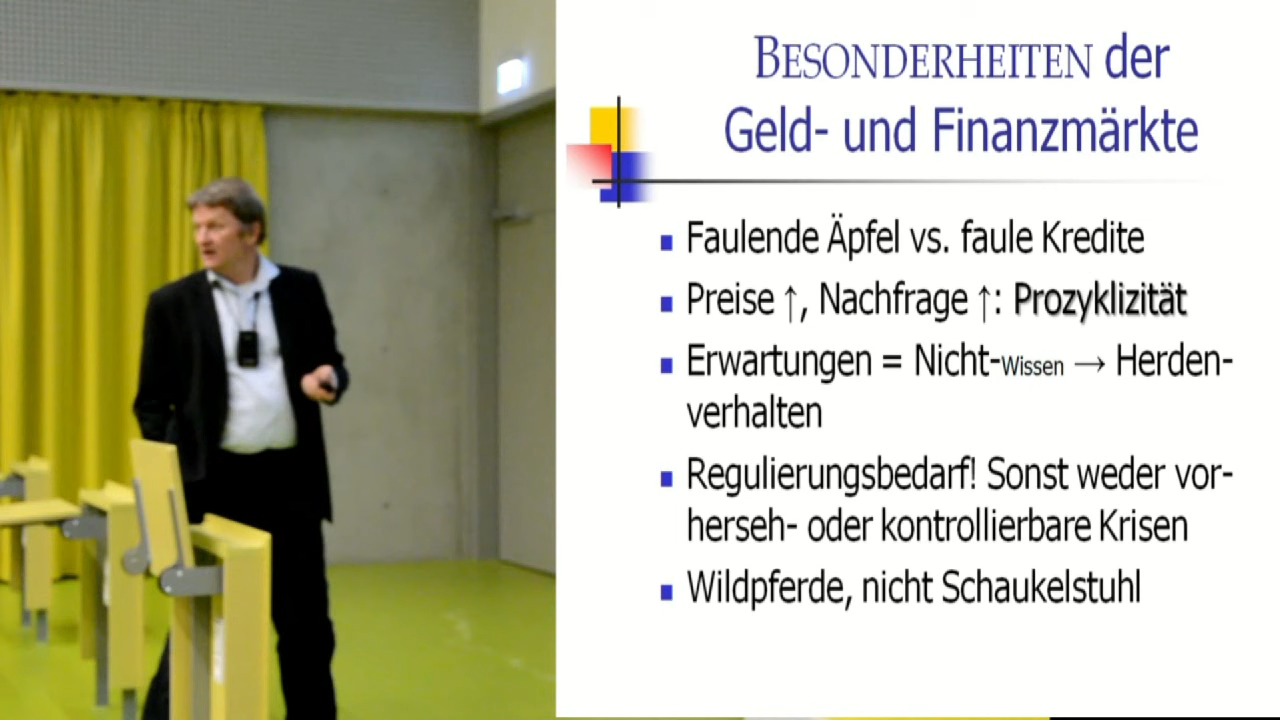 BESONDERHEITEN der
Geld- und Finanzmärkte
Faulende Äpfel vs. faule Kredite
Preise ↑, Nachfrage ↑: Prozyklizität
Erwartungen = Nicht-Wissen → Herden-
verhalten
Regulierungsbedarf! Sonst weder vor-
herseh- oder kontrollierbare Krisen
Wildpferde, nicht Schaukelstuhl